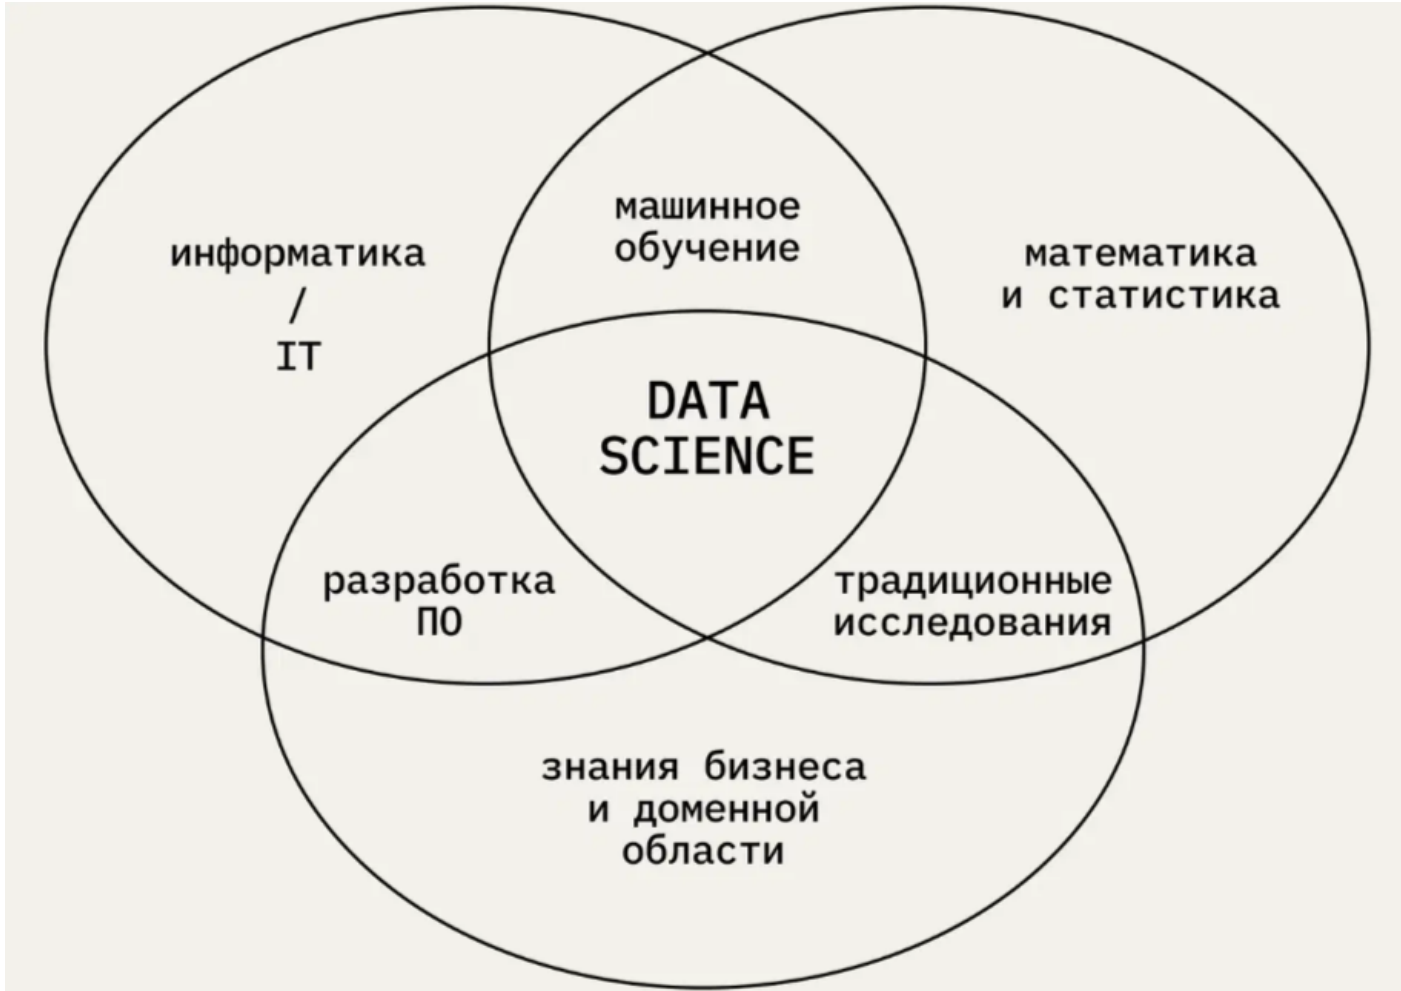 машинное
обучение
информатика
/
IT
математика
и статистика
DATA
SCIENCE
разработка
ПО
традиционные
исследования
знания бизнеса
и доменной
области